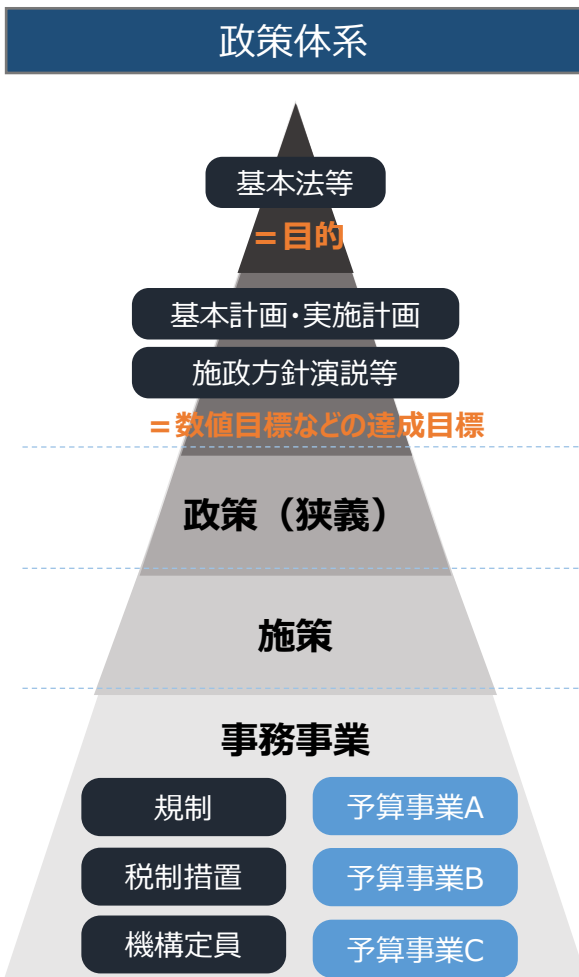 政策体系
基本法等
＝目的
基本計画・実施計画
施政方針演説等
＝数値目標などの達成目標
政策（狭義）
施策
事務事業
規制
予算事業A
税制措置
予算事業B
機構定員
予算事業C